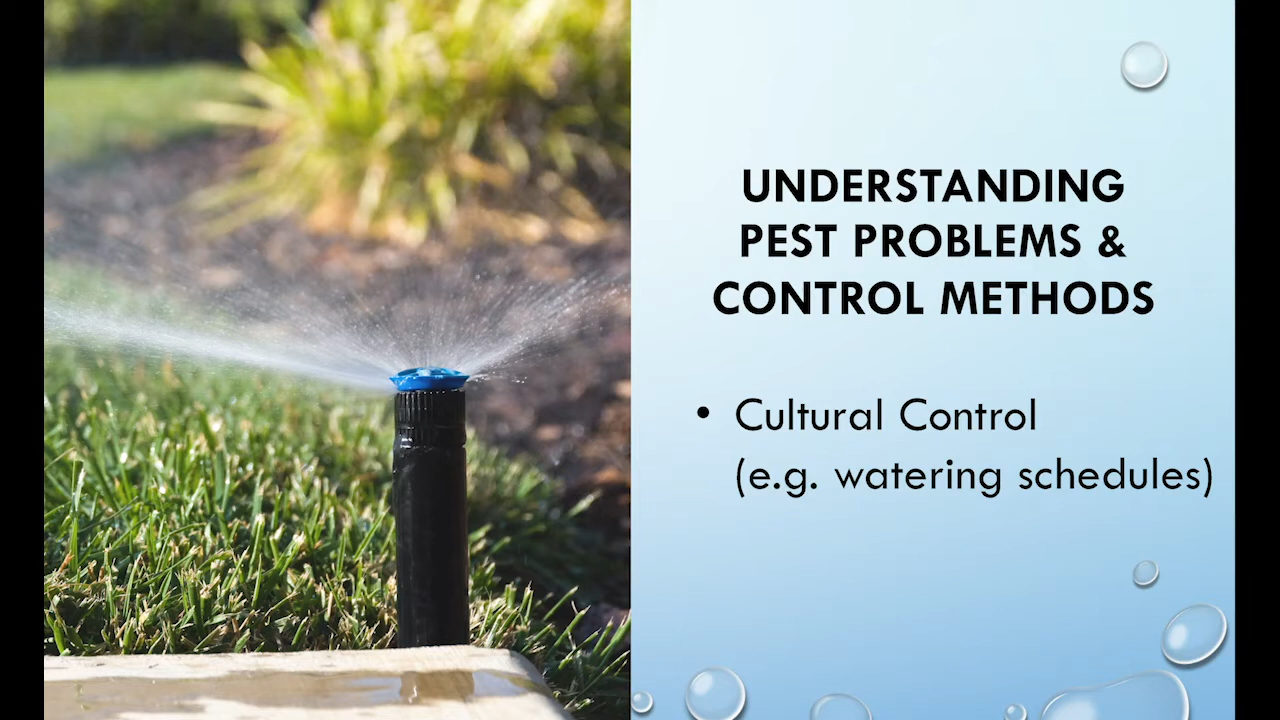 UNDERSTANDING
PEST PROBLEMS &
CONTROL METHODS
• Cultural Control
(e.g. watering schedules)